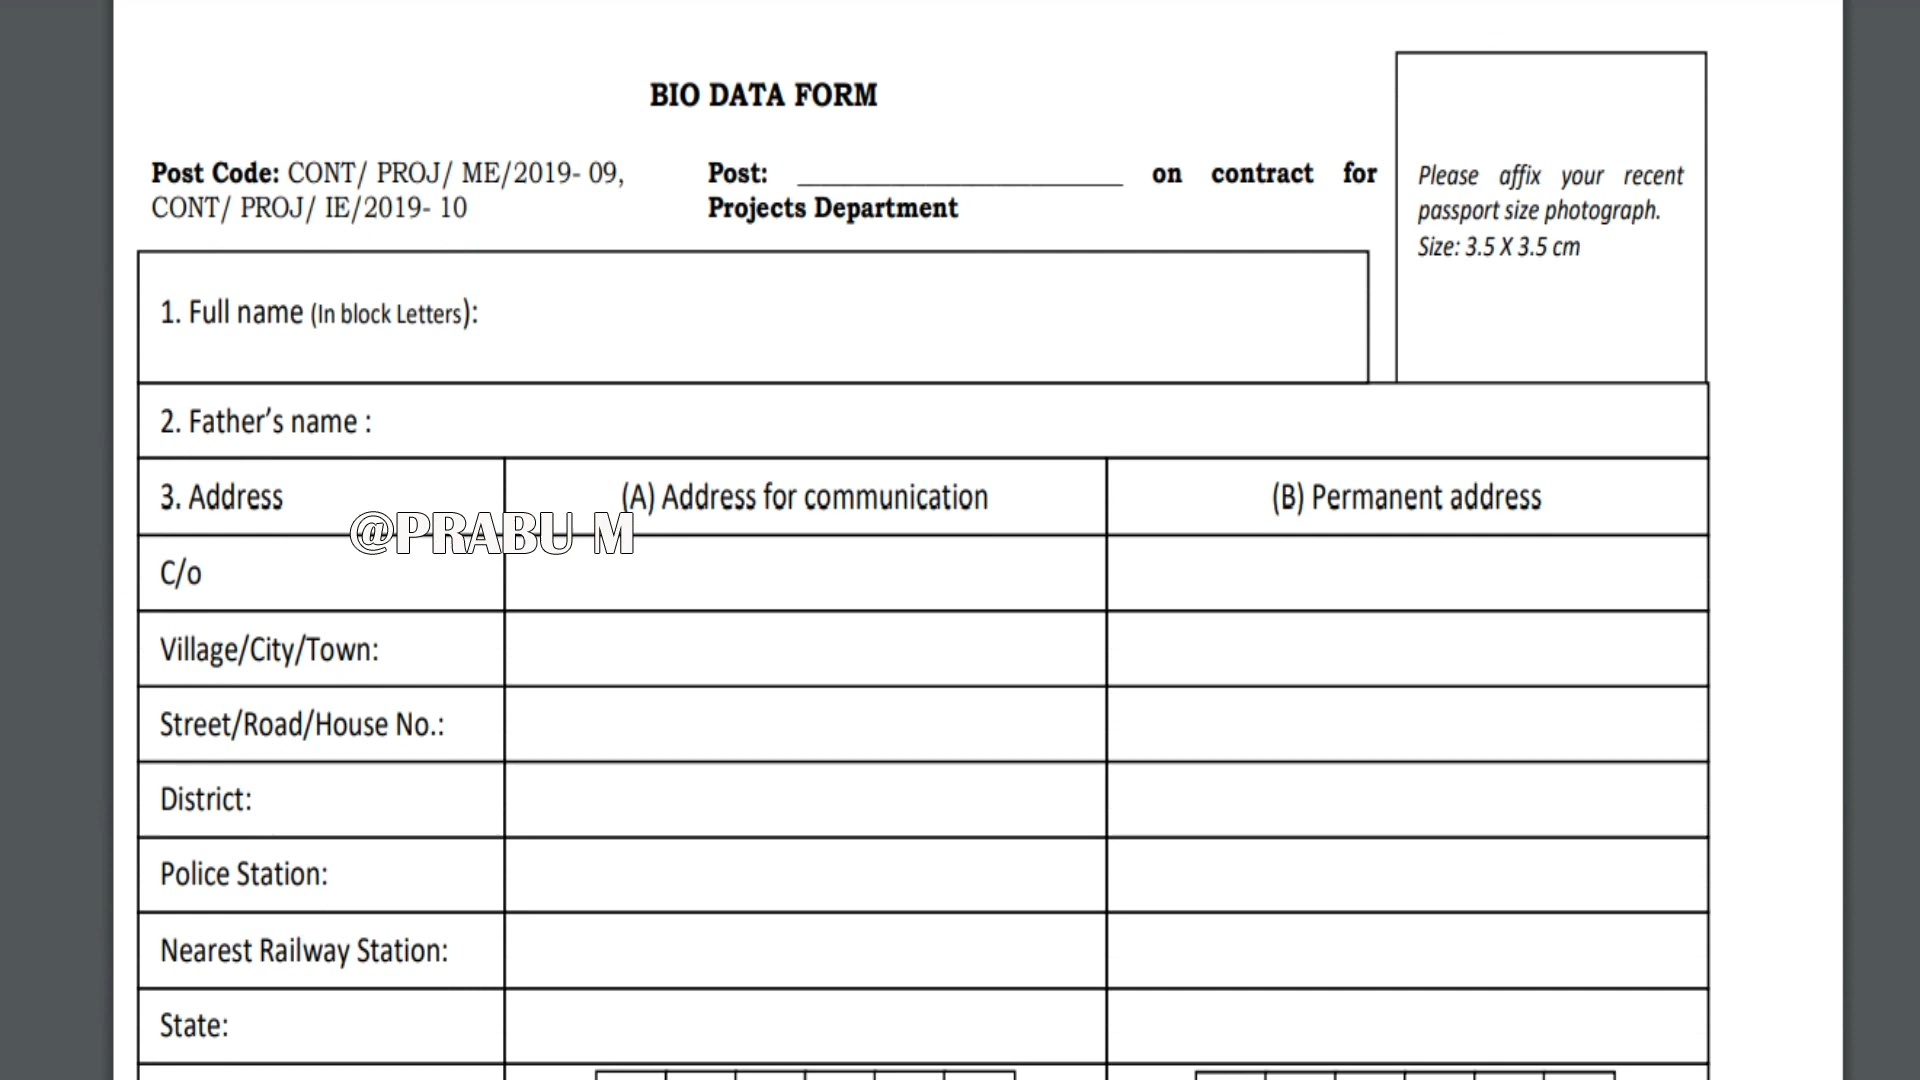 BIO DATA FORM
Post Code: CONT/ PROJ/ ME/2019- 09,
CONT/ PROJ/ IE/2019- 10
Post: _______________________ on contract for
Projects Department
Please affix your recent
passport size photograph.
Size: 3.5 X 3.5 cm
1. Full name (In block Letters):
2. Father’s name :
3. Address (A) Address for communication (B) Permanent address
@PRABU M
C/o
Village/City/Town:
Street/Road/House No.:
District:
Police Station:
Nearest Railway Station:
State: